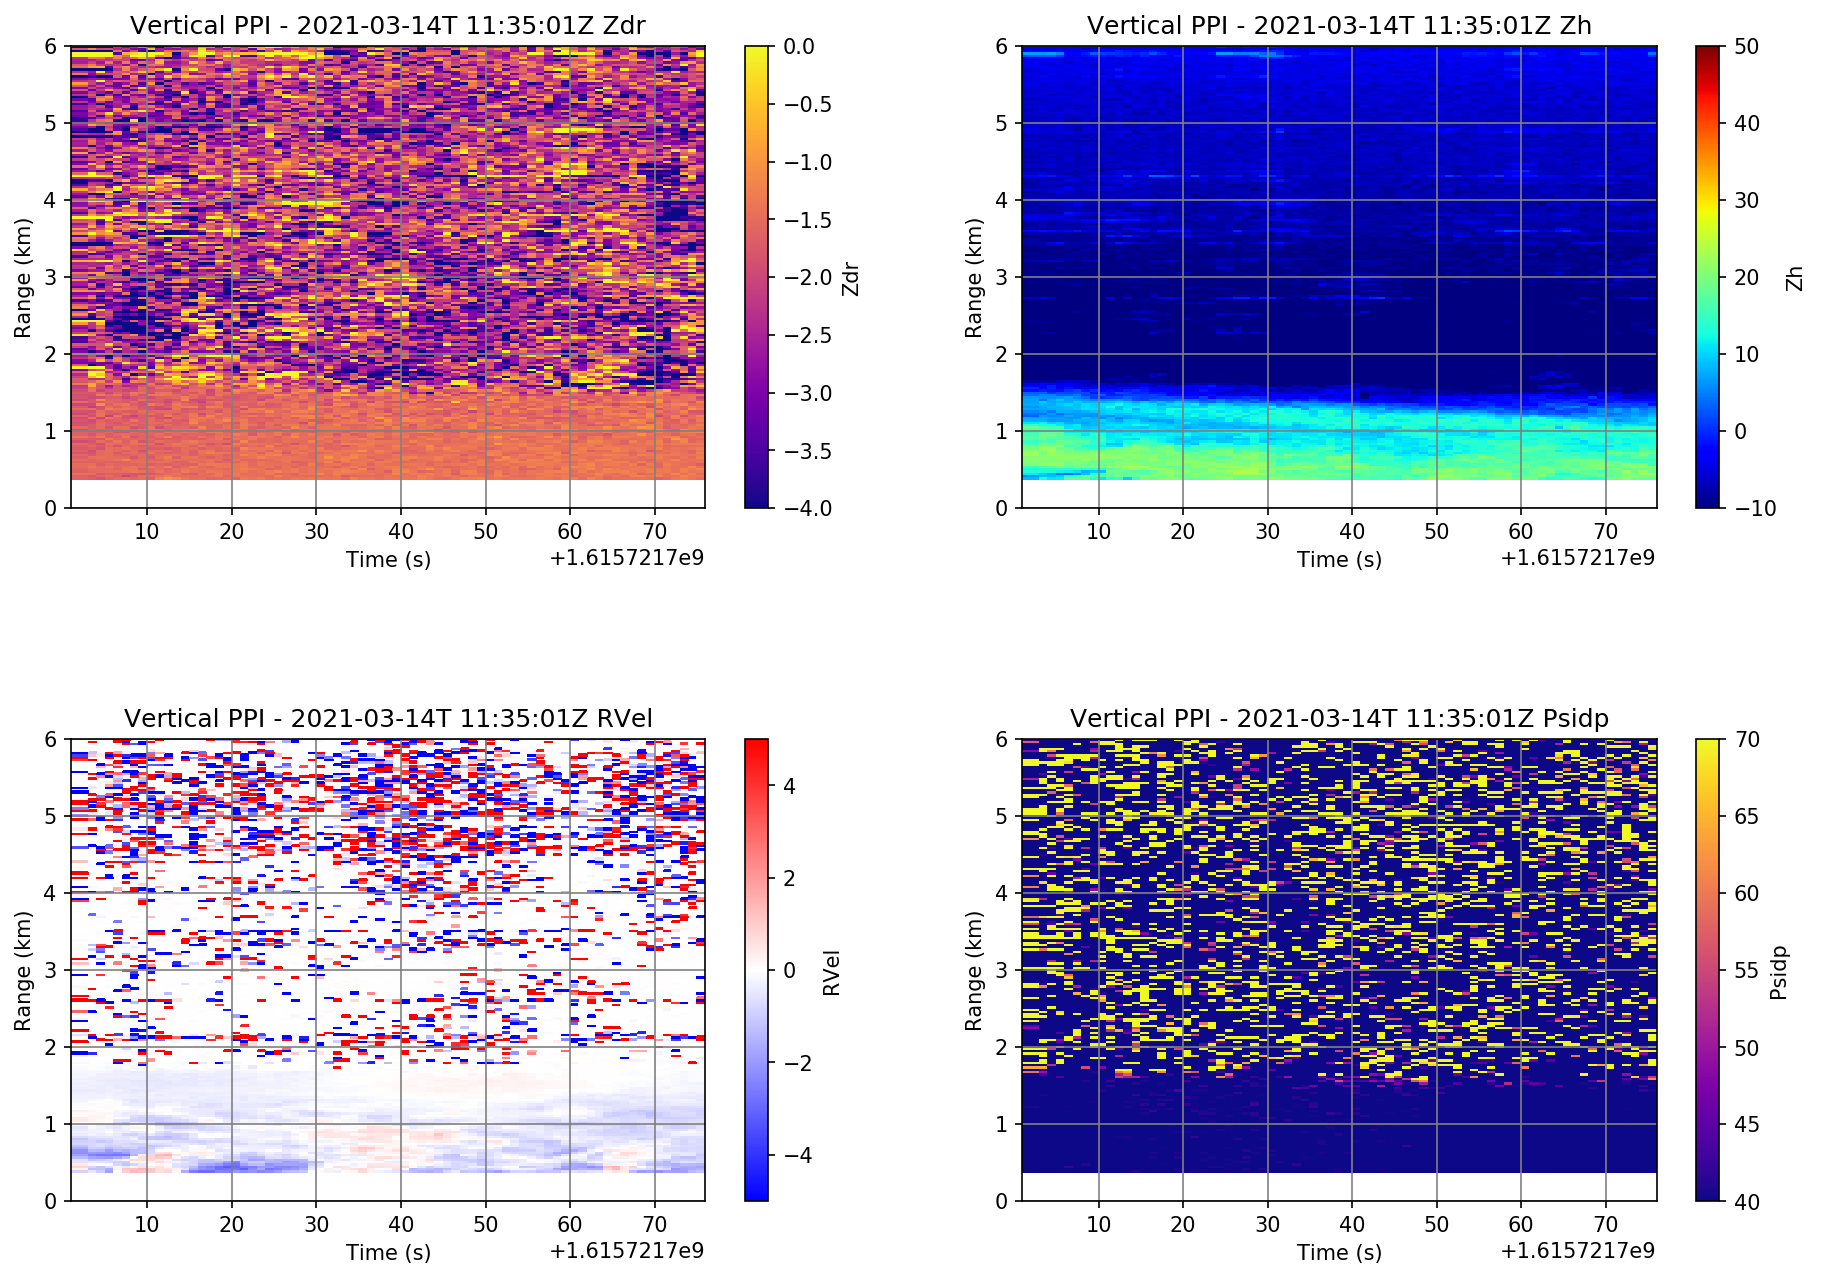 Vertical PPI - 2021-03-14T 11:35:01Z Zdr
6
5
4
3
2
1
0
Range (km)
10 20 30 40 50 60 70
Time (s)
+1.6157217e9
0.0
−0.5
−1.0
−1.5
−2.0
−2.5
−3.0
−3.5
−4.0
Zdr
Vertical PPI - 2021-03-14T 11:35:01Z Zh
6
5
4
3
2
1
0
Range (km)
10 20 30 40 50 60 70
Time (s)
+1.6157217e9
50
40
30
20
10
0
−10
Zh
Vertical PPI - 2021-03-14T 11:35:01Z RVel
6
5
4
3
2
1
0
Range (km)
10 20 30 40 50 60 70
Time (s)
+1.6157217e9
4
2
0
−2
−4
RVel
Vertical PPI - 2021-03-14T 11:35:01Z Psidp
6
5
4
3
2
1
0
Range (km)
10 20 30 40 50 60 70
Time (s)
+1.6157217e9
70
65
60
55
50
45
40
Psidp